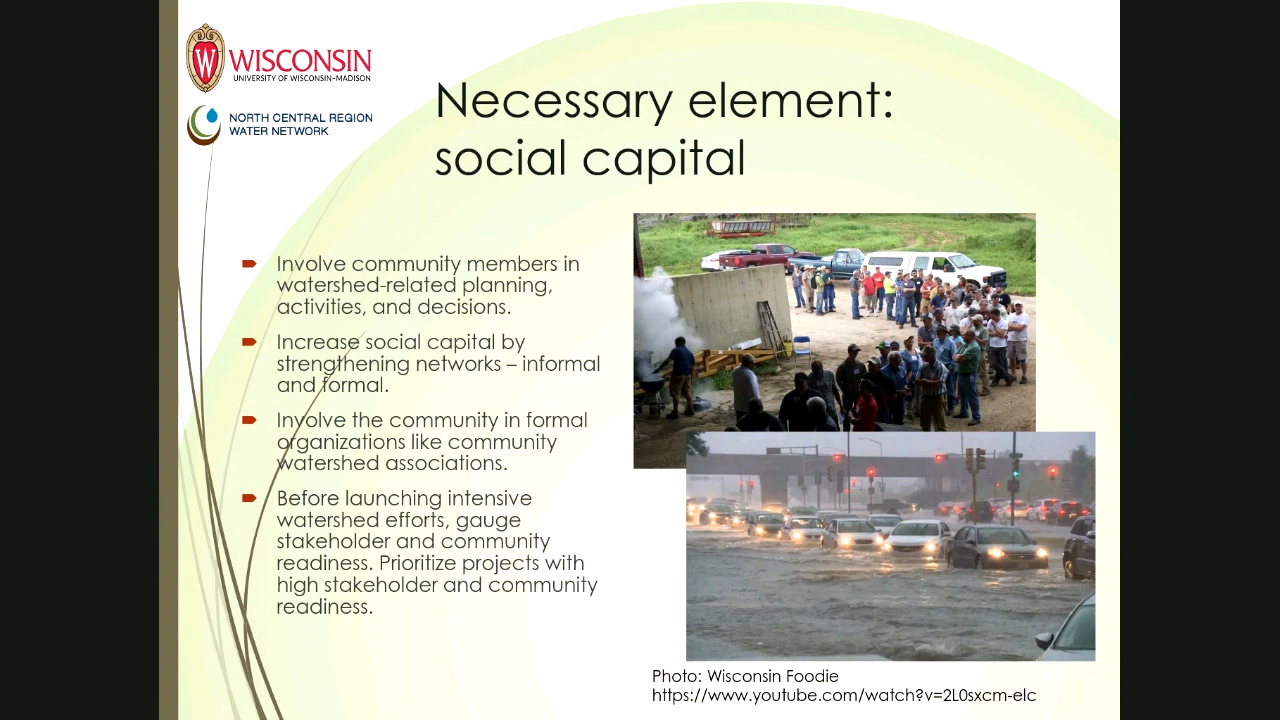 WISCONSIN
UNIVERSITY OF WISCONSIN–MADISON
NORTH CENTRAL REGION
WATER NETWORK
Necessary element:
social capital
Involve community members in
watershed-related planning,
activities, and decisions.
Increase social capital by
strengthening networks – informal
and formal.
Involve the community in formal
organizations like community
watershed associations.
Before launching intensive
watershed efforts, gauge
stakeholder and community
readiness. Prioritize projects with
high stakeholder and community
readiness.
Photo: Wisconsin Foodie
https://www.youtube.com/watch?v=2L0sxcm-elc